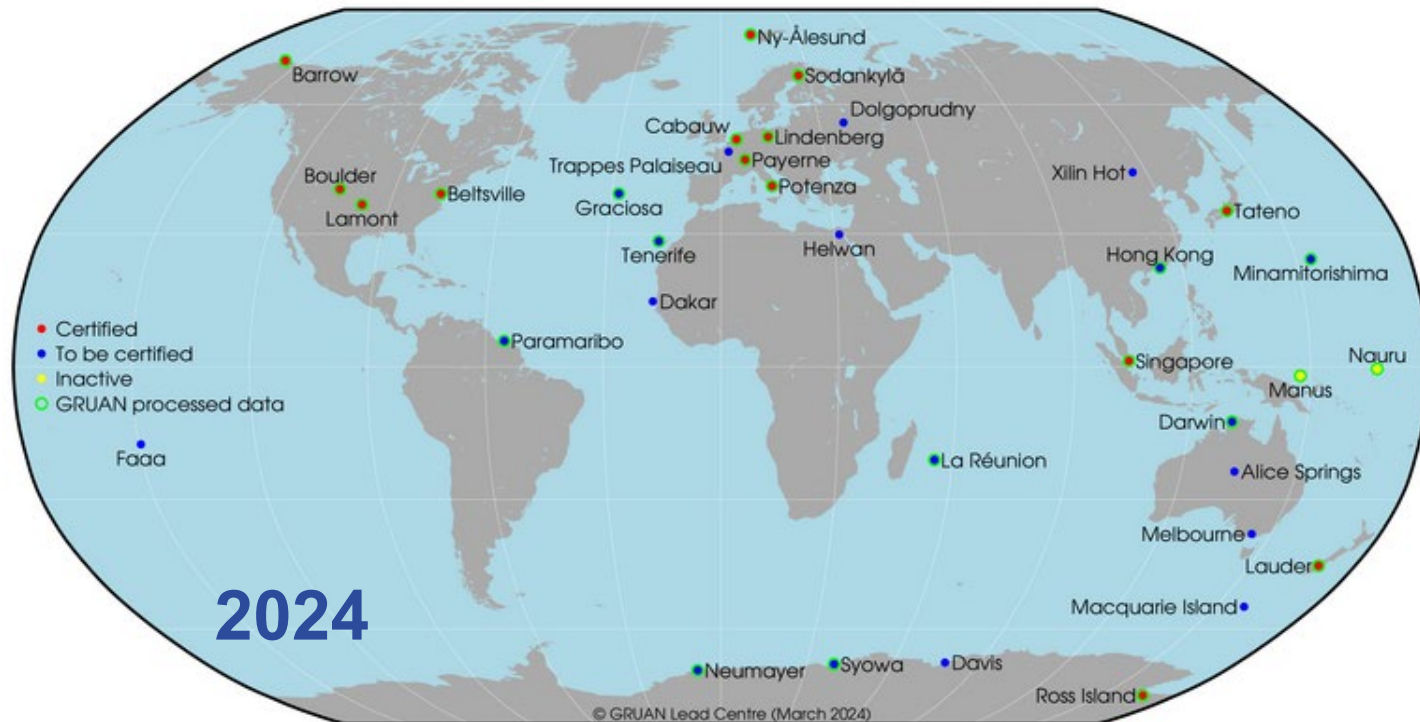 Ny-Ålesund
Barrow
Sodankylä
Dolgoprudny
Cabauw
Lindenberg
Trappes Palaiseau
Payerne
Xilin Hot
Boulder
Potenza
Beltsville
Graciosa
Lamont
Tateno
Tenerife
Helwan
Hong Kong
Minamitorishima
Dakar
Certified
To be certified
Inactive
GRUAN processed data
Paramaribo
Singapore
Nauru
Manus
Darwin
Faaa
La Réunion
Alice Springs
Melbourne
Lauder
2024
Macquarie Island
Neumayer
Syowa
Davis
Ross Island
© GRUAN Lead Centre (March 2024)